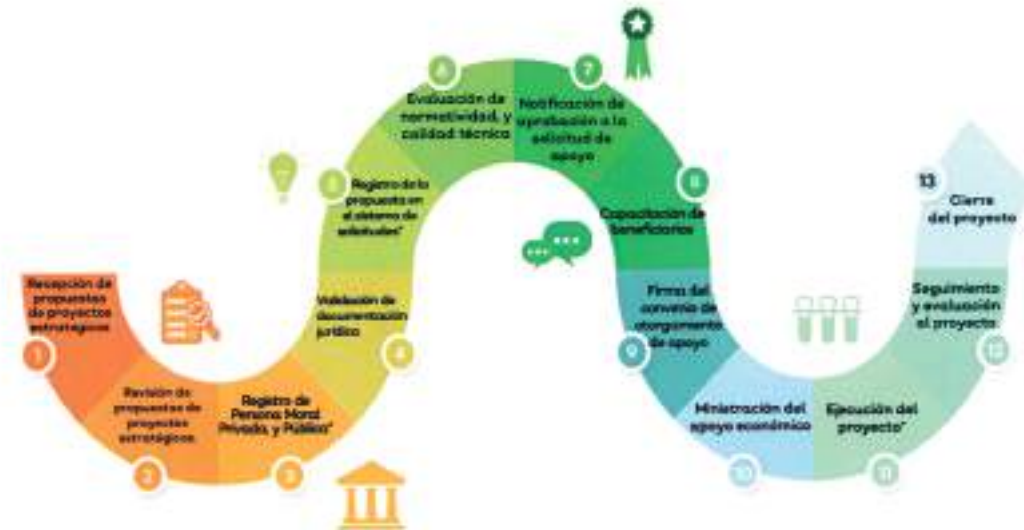 Recepción de
propuestas
de proyectos
estratégicos
1
Revisión de
propuestas de
proyectos
estratégicos.
2
Registro de
Persona Moral
Privada, y Pública*
3
Validación de
documentación
jurídica
4
Registro de la
propuesta en
el sistema de
solicitudes*
5
Evaluación de
normatividad, y
calidad técnica
6
Notificación de
aprobación a la
solicitud de
apoyo
7
Capacitación de
beneficiarios
8
Firma del
convenio de
otorgamiento
de apoyo
9
Ministración del
apoyo económico
10
Ejecución del
proyecto*
11
Seguimiento
y evaluación
al proyecto.
12
13
Cierre
del proyecto